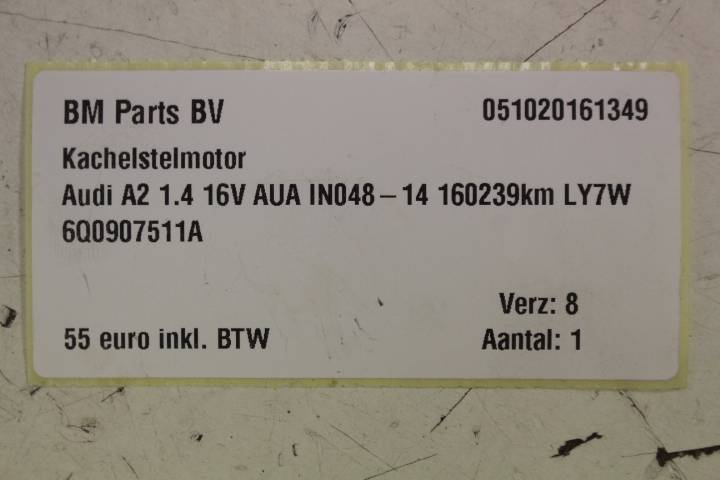 BM Parts BV 051020161349
Kachelstelmotor
Audi A2 1.4 16V AUA IN048-14 160239km LY7W
6Q0907511A
Verz: 8
55 euro inkl. BTW Aantal: 1